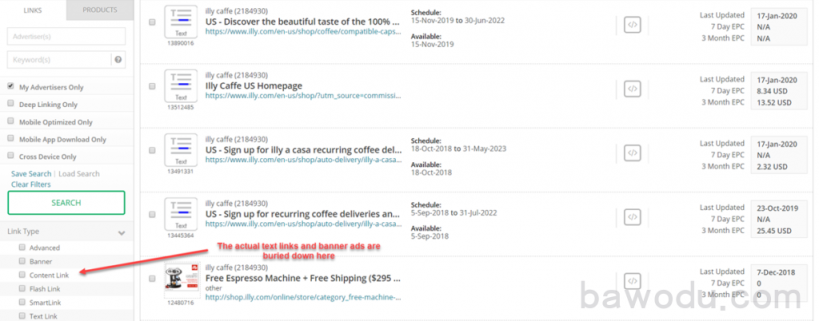 LINKS
PRODUCTS
Advertiser(s)
Keyword(s)
My Advertisers Only
Deep Linking Only
Mobile Optimized Only
Mobile App Download Only
Cross Device Only
Save Search | Load Search
Clear Filters
SEARCH
Link Type
Advanced
Banner
Content Link
Flash Link
SmartLink
Text Link
The actual text links and banner ads are
buried down here
Text
13890016
illy caffe (2184930)
US - Discover the beautiful taste of the 100% ...
https://www.illy.com/en-us/shop/coffee/compatible-caps...
Schedule:
15-Nov-2019 to 30-Jun-2022
Available:
15-Nov-2019
Last Updated 17-Jan-2020
7 Day EPC N/A
3 Month EPC N/A
Text
13512485
illy caffe (2184930)
Illy Caffe US Homepage
https://www.illy.com/en-us/shop/?utm_source=commissi...
Last Updated 17-Jan-2020
7 Day EPC 8.34 USD
3 Month EPC 13.52 USD
Text
13491331
illy caffe (2184930)
US - Sign up for illy a casa recurring coffee del...
https://www.illy.com/en-us/shop/auto-delivery/illy-a-casa...
Schedule:
18-Oct-2018 to 31-May-2023
Available:
18-Oct-2018
Last Updated 17-Jan-2020
7 Day EPC N/A
3 Month EPC 2.32 USD
Text
13445364
illy caffe (2184930)
US - Sign up for recurring coffee deliveries an...
https://www.illy.com/en-us/shop/auto-delivery/illy-a-casa...
Schedule:
5-Sep-2018 to 31-Jul-2022
Available:
5-Sep-2018
Last Updated 23-Oct-2019
7 Day EPC N/A
3 Month EPC 25.45 USD
12480716
illy caffe (2184930)
Free Espresso Machine + Free Shipping ($295 ...
other
http://shop.illy.com/online/store/category_free-machine-...
Last Updated 7-Dec-2018
7 Day EPC 0
3 Month EPC 0
bawodu.com